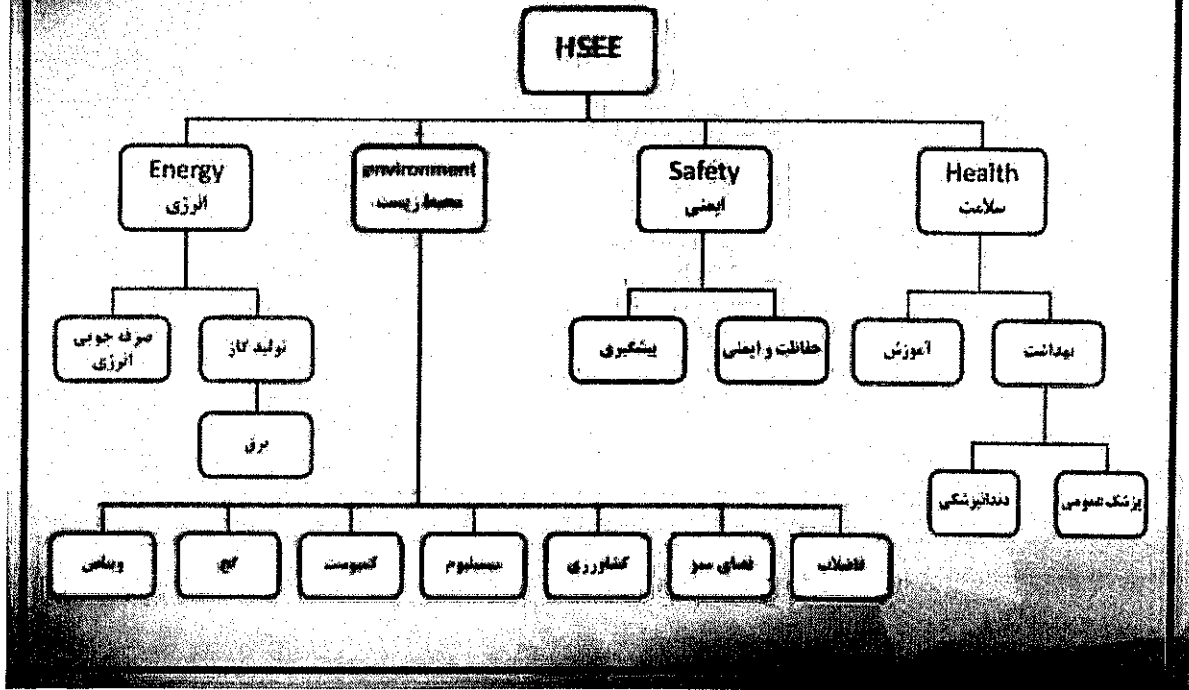 HSEE
Energy
انرژی
environment
محیط زیست
Safety
ایمنی
Health
سلامت
صرفه جویی
انرژی
تولید گاز
پیشگیری
حفاظت و ایمنی
آموزش
بهداشت
برق
دندانپزشکی
پزشک عمومی
کمپوست
کشاورزی
فضای سبز
فاضلاب